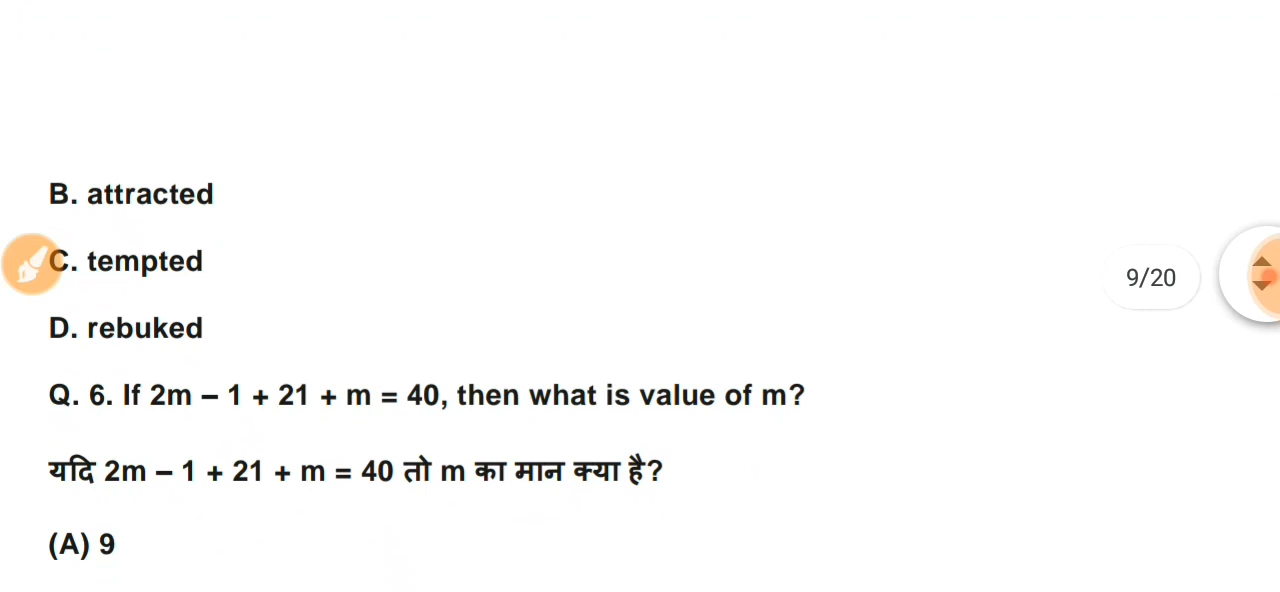 B. attracted
C. tempted
9/20
D. rebuked
Q. 6. If 2m – 1 + 21 + m = 40, then what is value of m?
यदि 2m – 1 + 21 + m = 40 तो m का मान क्या है?
(A) 9